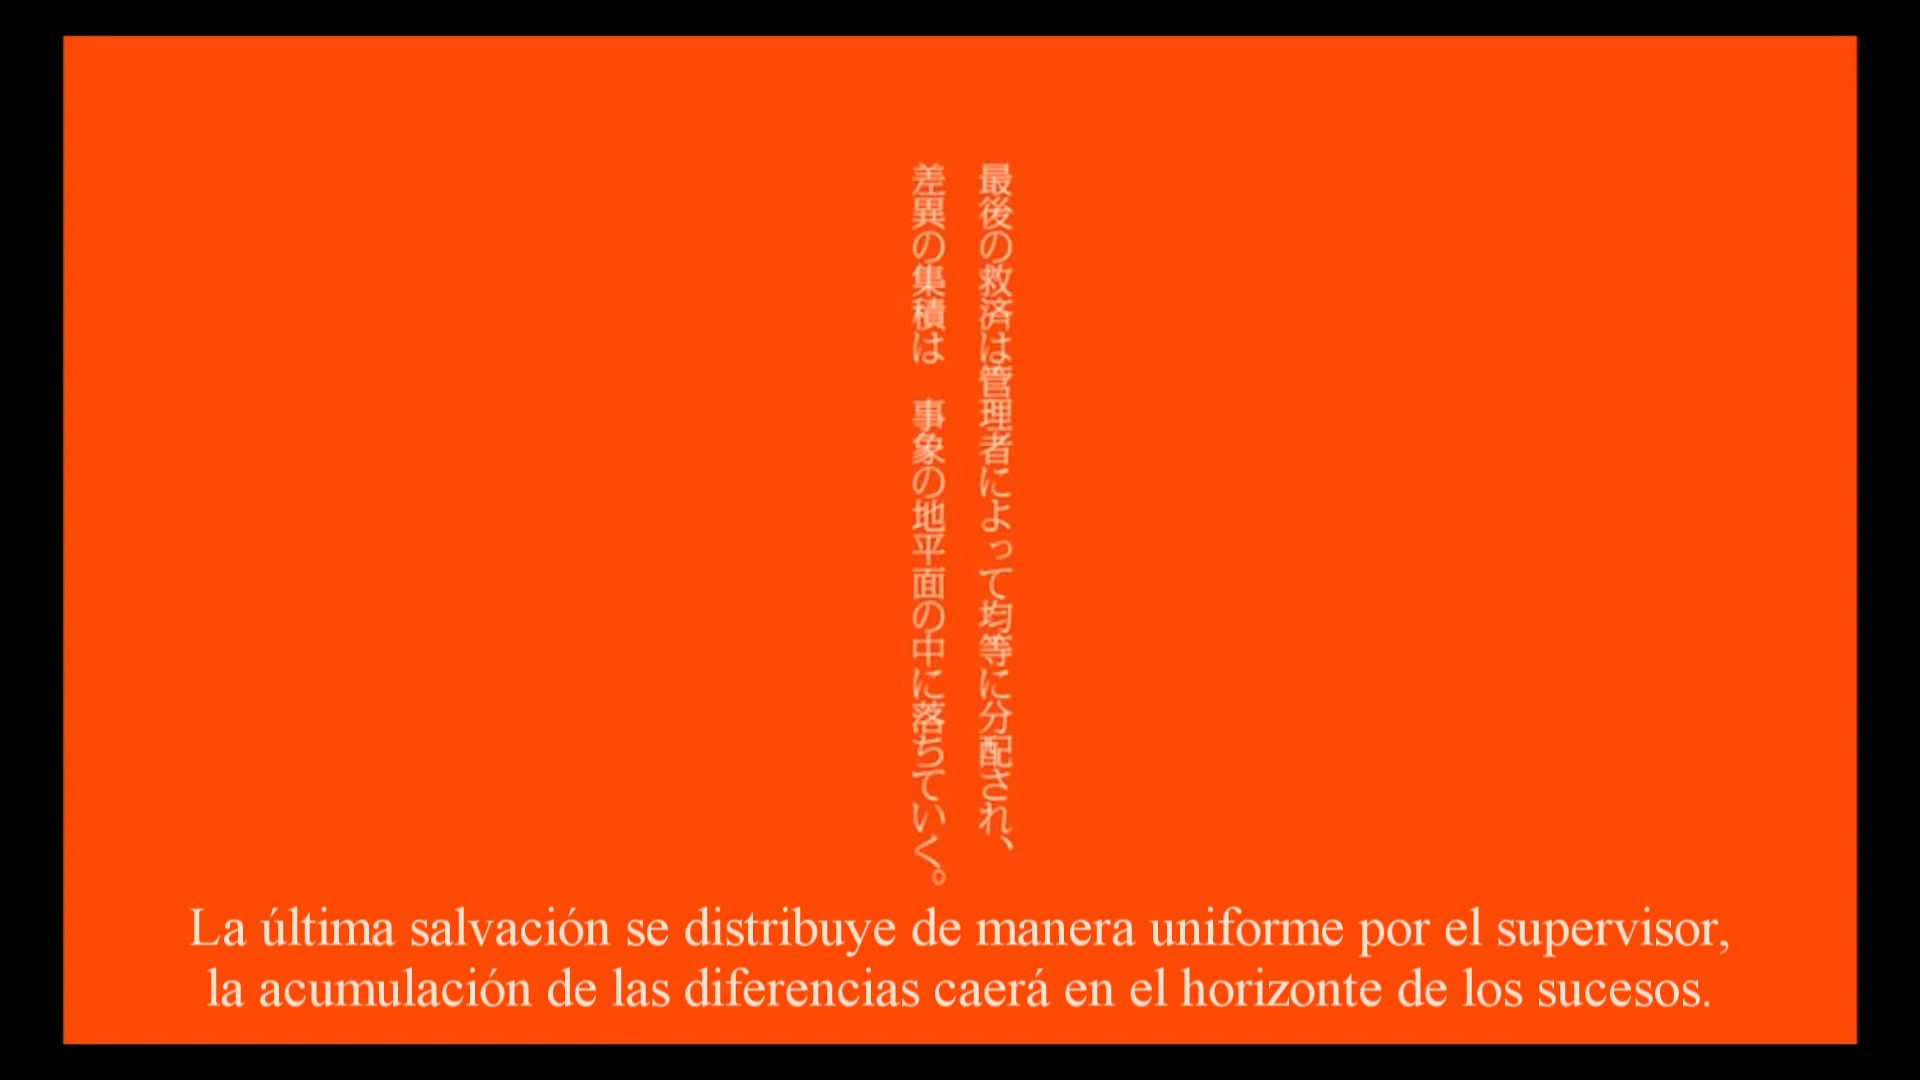 最後の救済は管理者によって均等に分配され、
差異の集積は　事象の地平面の中に落ちていく。
La última salvación se distribuye de manera uniforme por el supervisor,
la acumulación de las diferencias caerá en el horizonte de los sucesos.